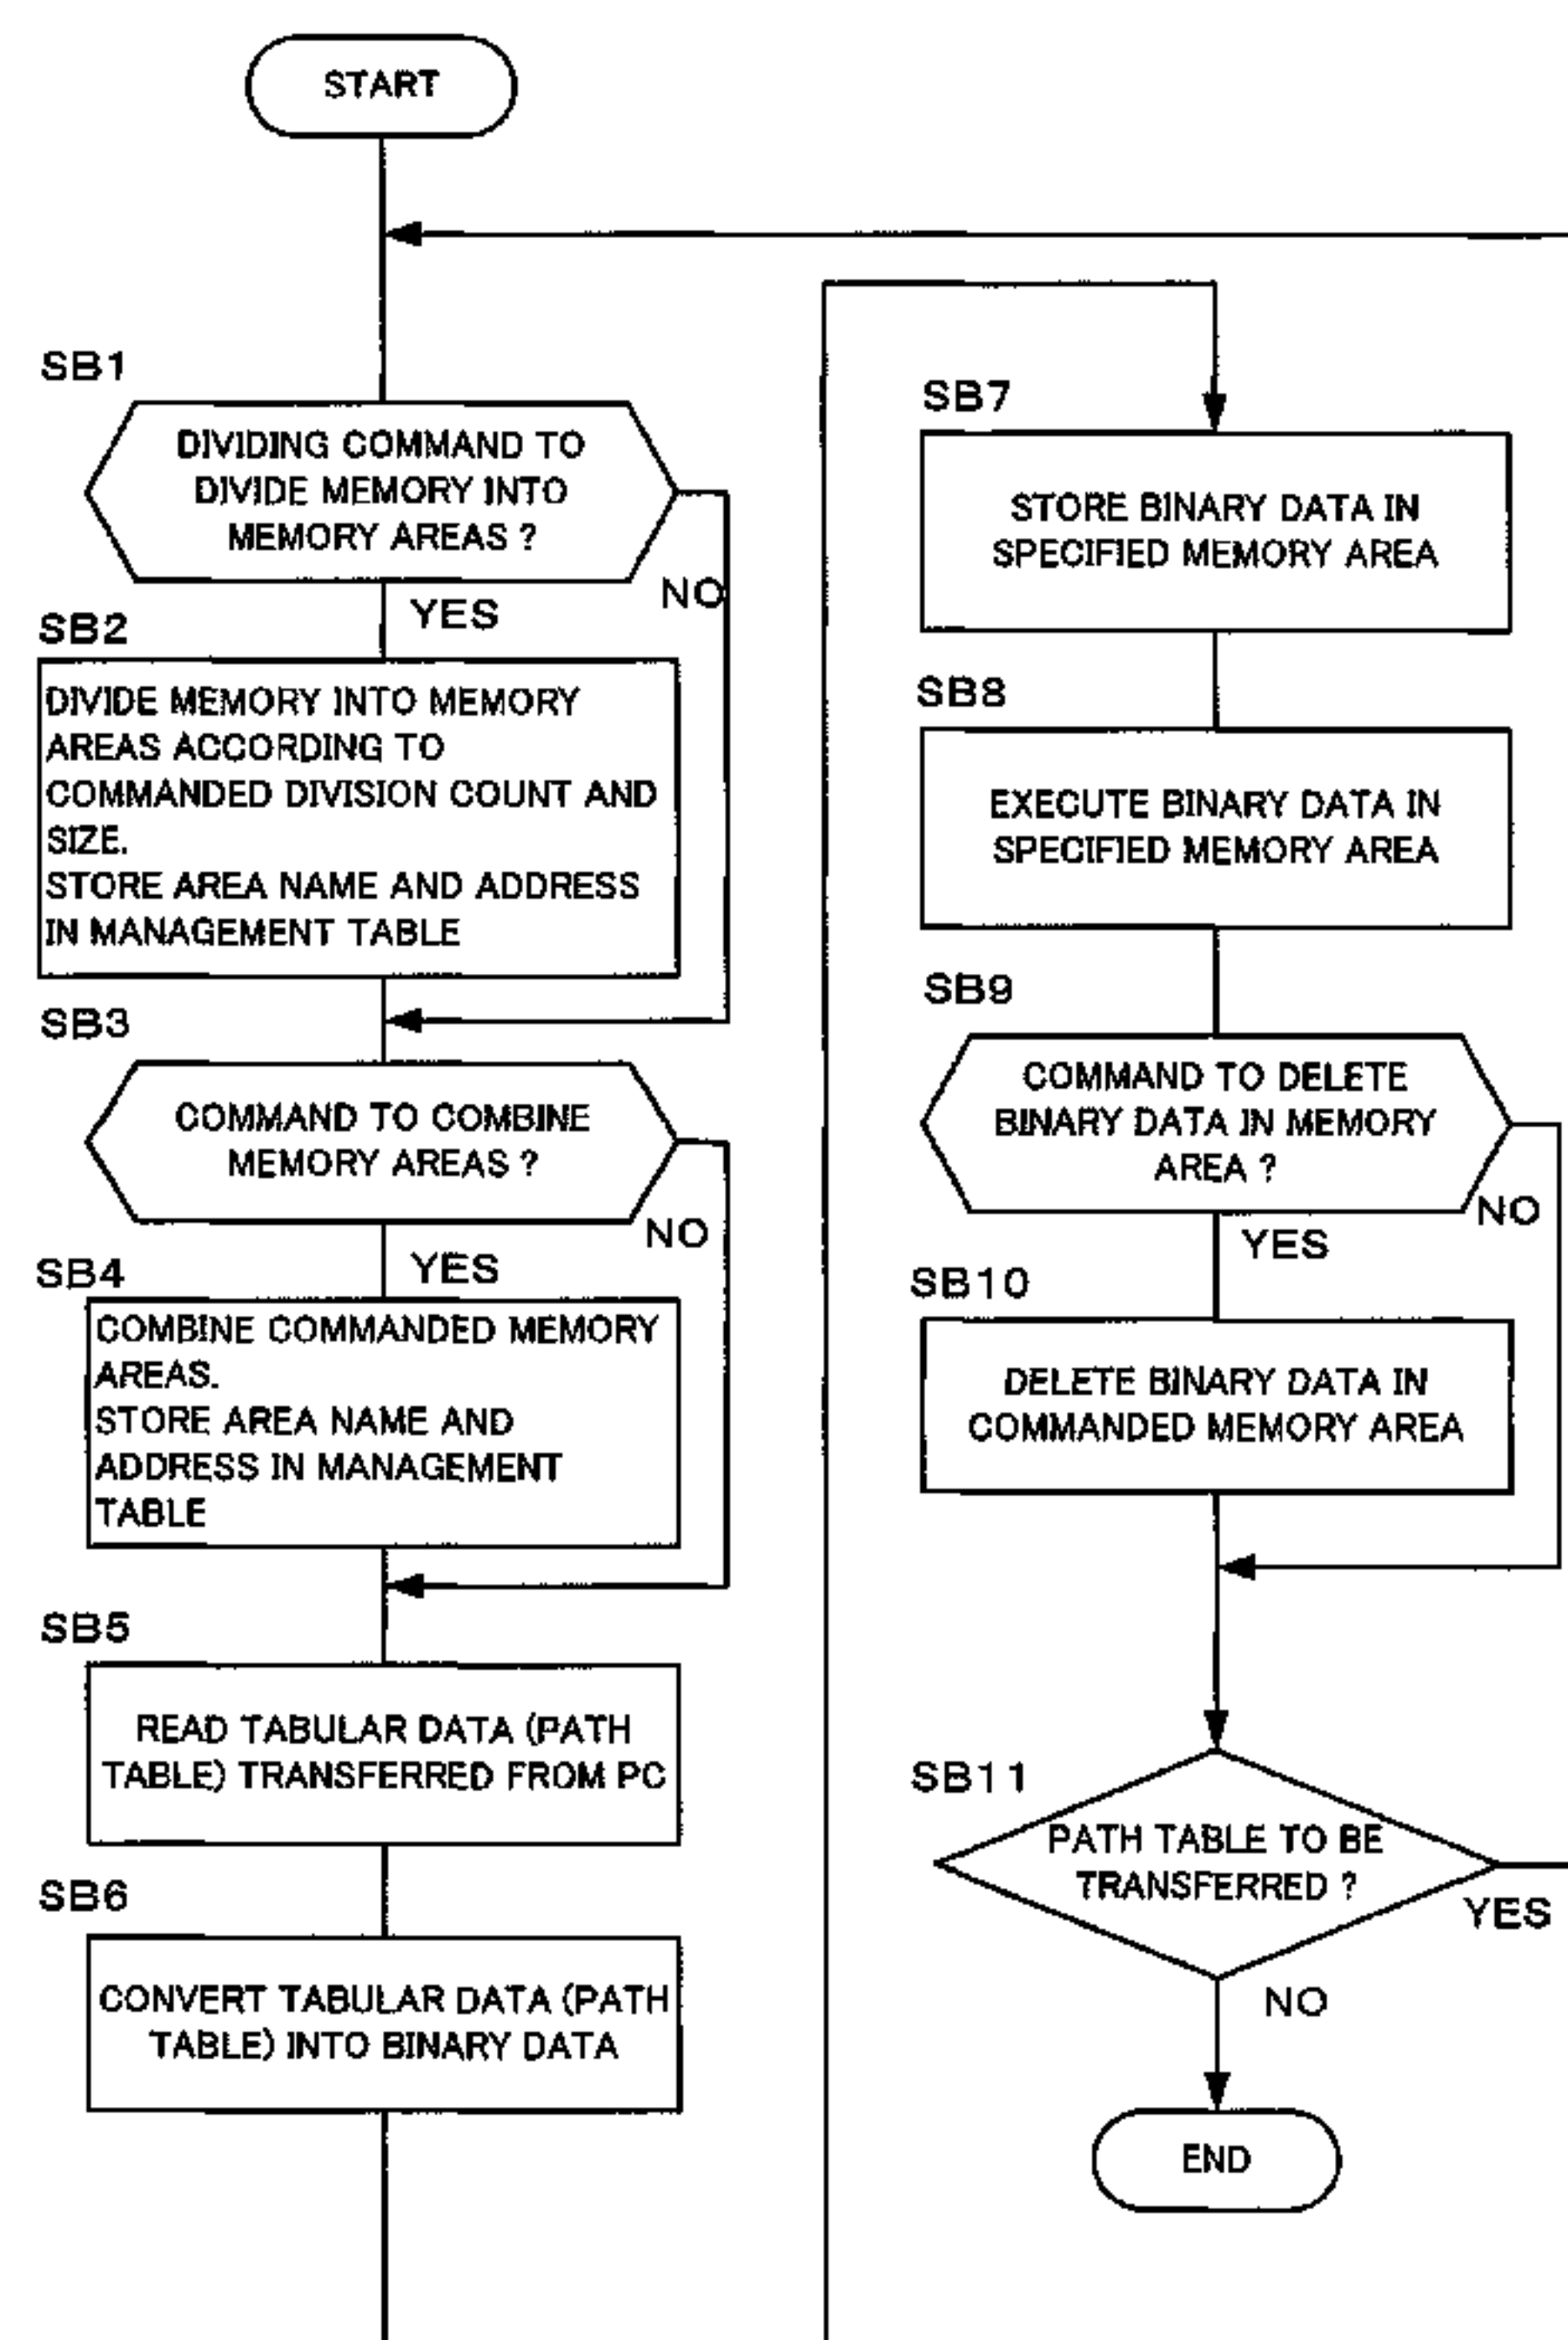 START
SB1
DIVIDING COMMAND TO
DIVIDE MEMORY INTO
MEMORY AREAS ?
NO
YES
SB2
DIVIDE MEMORY INTO MEMORY
AREAS ACCORDING TO
COMMANDED DIVISION COUNT AND
SIZE.
STORE AREA NAME AND ADDRESS
IN MANAGEMENT TABLE
SB3
COMMAND TO COMBINE
MEMORY AREAS ?
NO
YES
SB4
COMBINE COMMANDED MEMORY
AREAS.
STORE AREA NAME AND
ADDRESS IN MANAGEMENT
TABLE
SB5
READ TABULAR DATA (PATH
TABLE) TRANSFERRED FROM PC
SB6
CONVERT TABULAR DATA (PATH
TABLE) INTO BINARY DATA
SB7
STORE BINARY DATA IN
SPECIFIED MEMORY AREA
SB8
EXECUTE BINARY DATA IN
SPECIFIED MEMORY AREA
SB9
COMMAND TO DELETE
BINARY DATA IN MEMORY
AREA ?
NO
YES
SB10
DELETE BINARY DATA IN
COMMANDED MEMORY AREA
SB11
PATH TABLE TO BE
TRANSFERRED ?
YES
NO
END